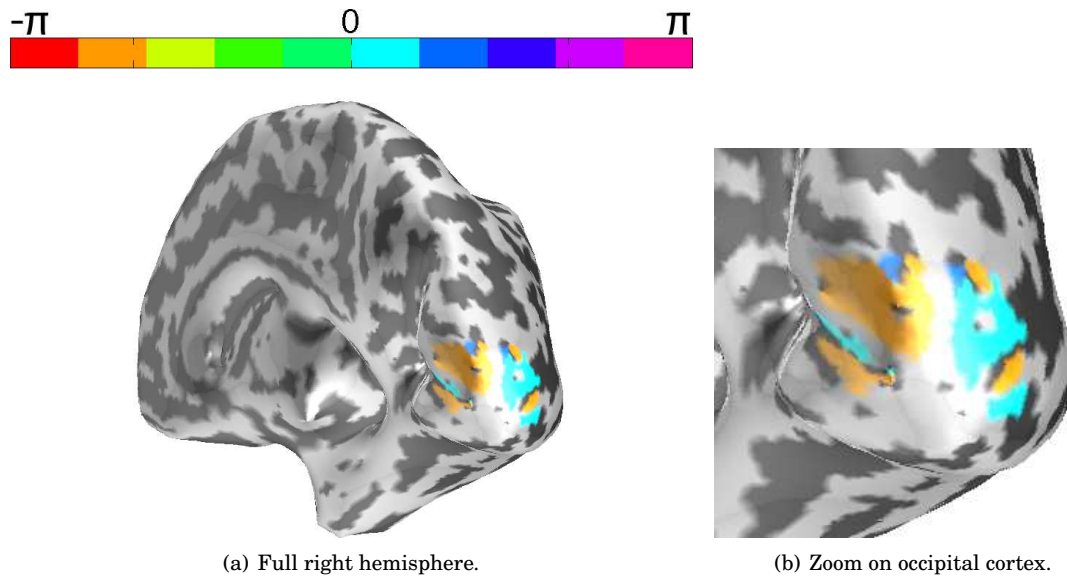 -π 0 π
(a) Full right hemisphere.
(b) Zoom on occipital cortex.